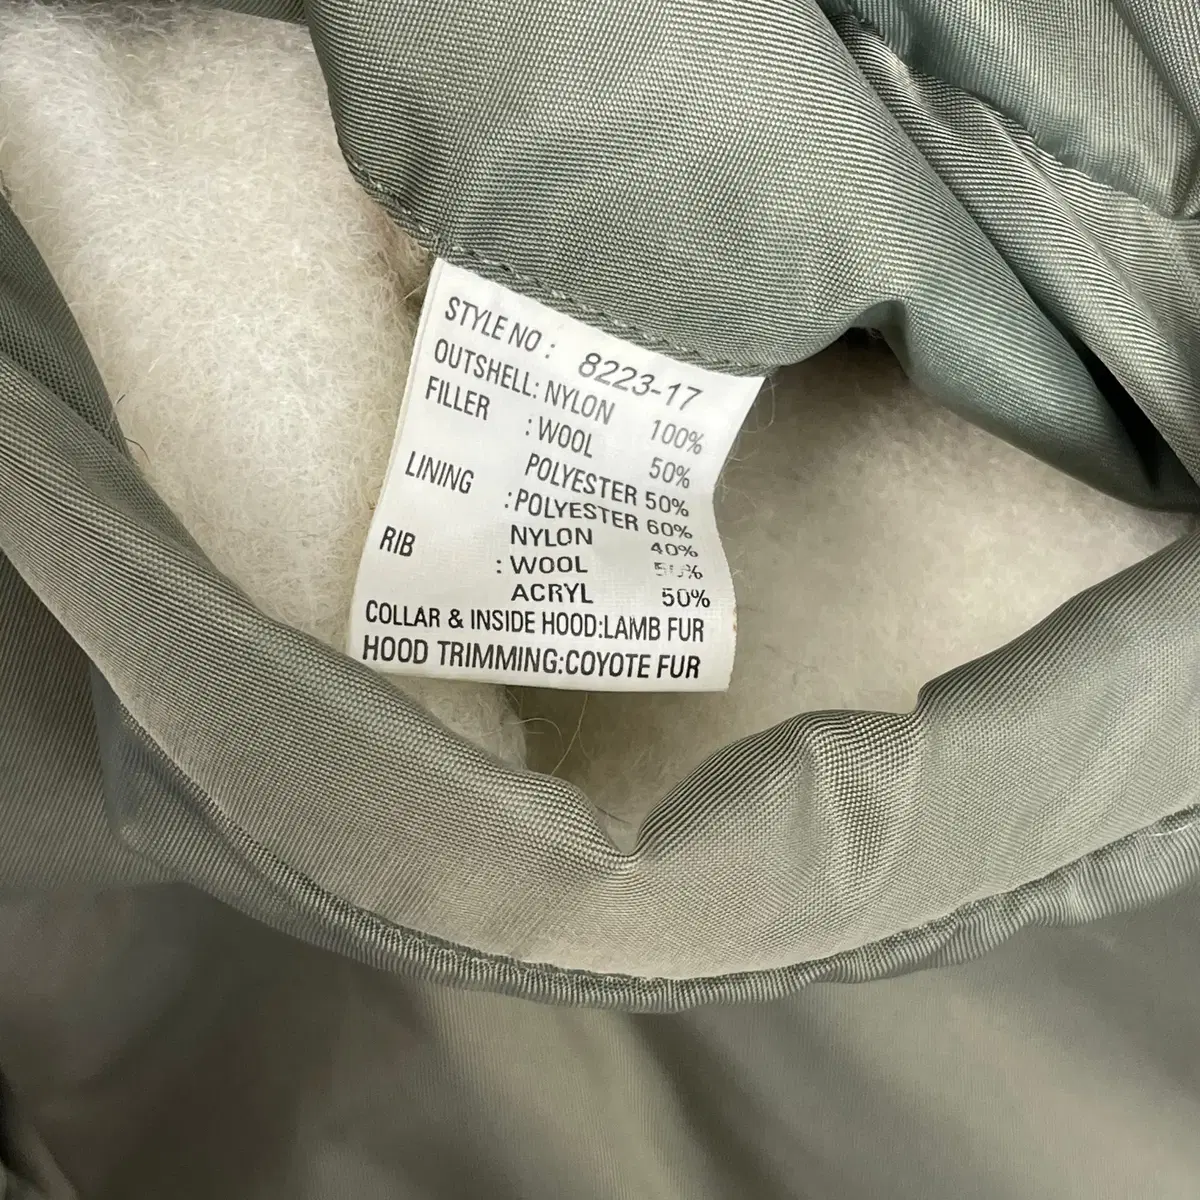 STYLE NO : 8223-17
OUTSHELL: NYLON 100%
FILLER : WOOL 50%
POLYESTER 50%
LINING : POLYESTER 60%
NYLON 40%
RIB : WOOL 50%
ACRYL 50%
COLLAR & INSIDE HOOD:LAMB FUR
HOOD TRIMMING:COYOTE FUR